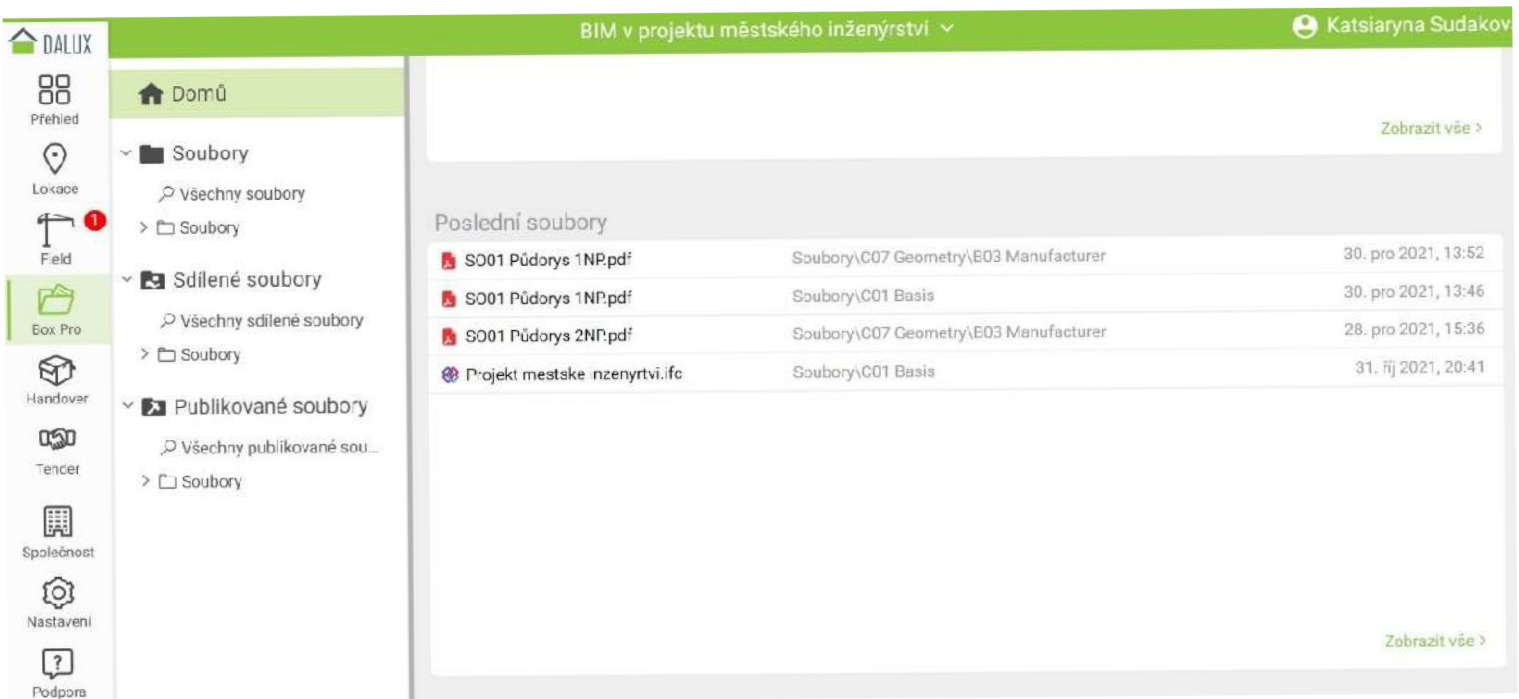 DALUX
BIM v projektu městského inženýrství
Katsiaryna Sudakov
Přehled
Lokace
1
Field
Box Pro
Handover
Tender
Společnost
Nastavení
Podpora
Domů
Soubory
Všechny soubory
Soubory
Sdílené soubory
Všechny sdílené soubory
Soubory
Publikované soubory
Všechny publikované sou...
Soubory
Zobrazit vše >
Poslední soubory
SO01 Půdorys 1NP.pdf Soubory\C07 Geometry\B03 Manufacturer 30. pro 2021, 13:52
SO01 Půdorys 1NP.pdf Soubory\C01 Basis 30. pro 2021, 13:46
SO01 Půdorys 2NP.pdf Soubory\C07 Geometry\B03 Manufacturer 28. pro 2021, 15:36
Projekt mestske inzenyrtvi.ifc Soubory\C01 Basis 31. říj 2021, 20:41
Zobrazit vše >